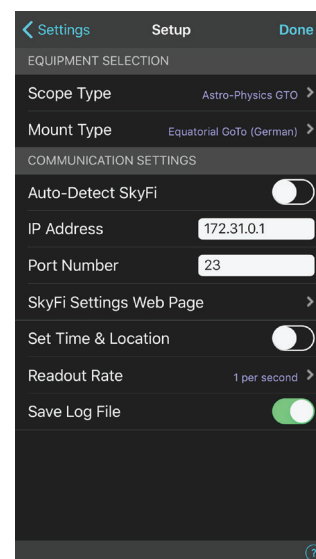 Settings Setup Done
EQUIPMENT SELECTION
Scope Type Astro-Physics GTO
Mount Type Equatorial GoTo (German)
COMMUNICATION SETTINGS
Auto-Detect SkyFi
IP Address 172.31.0.1
Port Number 23
SkyFi Settings Web Page
Set Time & Location
Readout Rate 1 per second
Save Log File
?